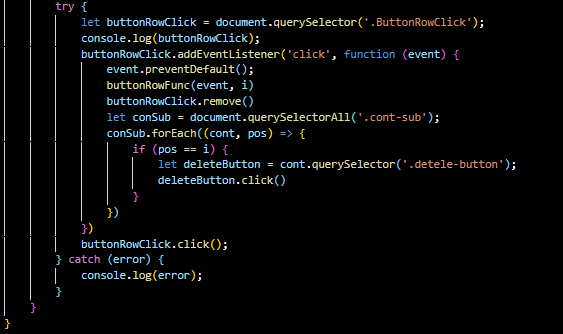 try {
let buttonRowClick = document.querySelector('.ButtonRowClick');
console.log(buttonRowClick);
buttonRowClick.addEventListener('click', function (event) {
event.preventDefault();
buttonRowFunc(event, i)
buttonRowClick.remove()
let conSub = document.querySelectorAll('.cont-sub');
conSub.forEach((cont, pos) => {
if (pos == i) {
let deleteButton = cont.querySelector('.detele-button');
deleteButton.click()
}
})
})
buttonRowClick.click();
} catch (error) {
console.log(error);
}
}
}